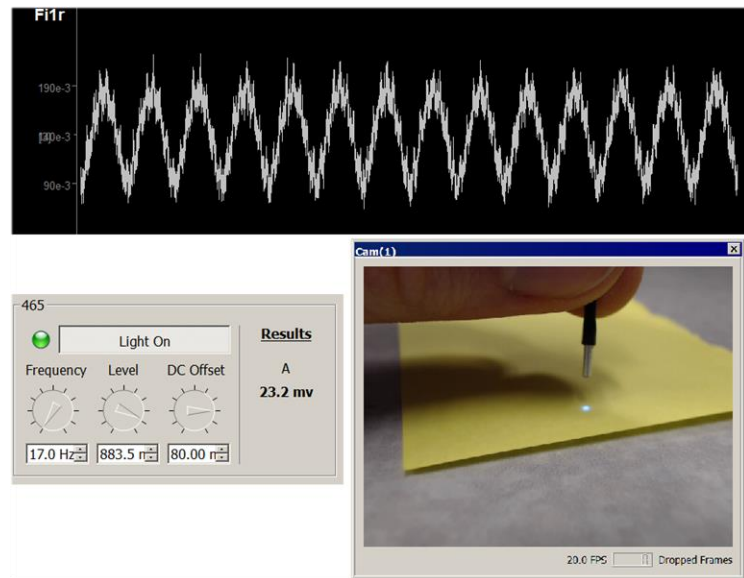 Fi1r
190e-3
90e-3
Cam(1)
465
Light On
Results
Frequency Level DC Offset
A
23.2 mv
17.0 Hz 883.5 m 80.00 m
20.0 FPS Dropped Frames